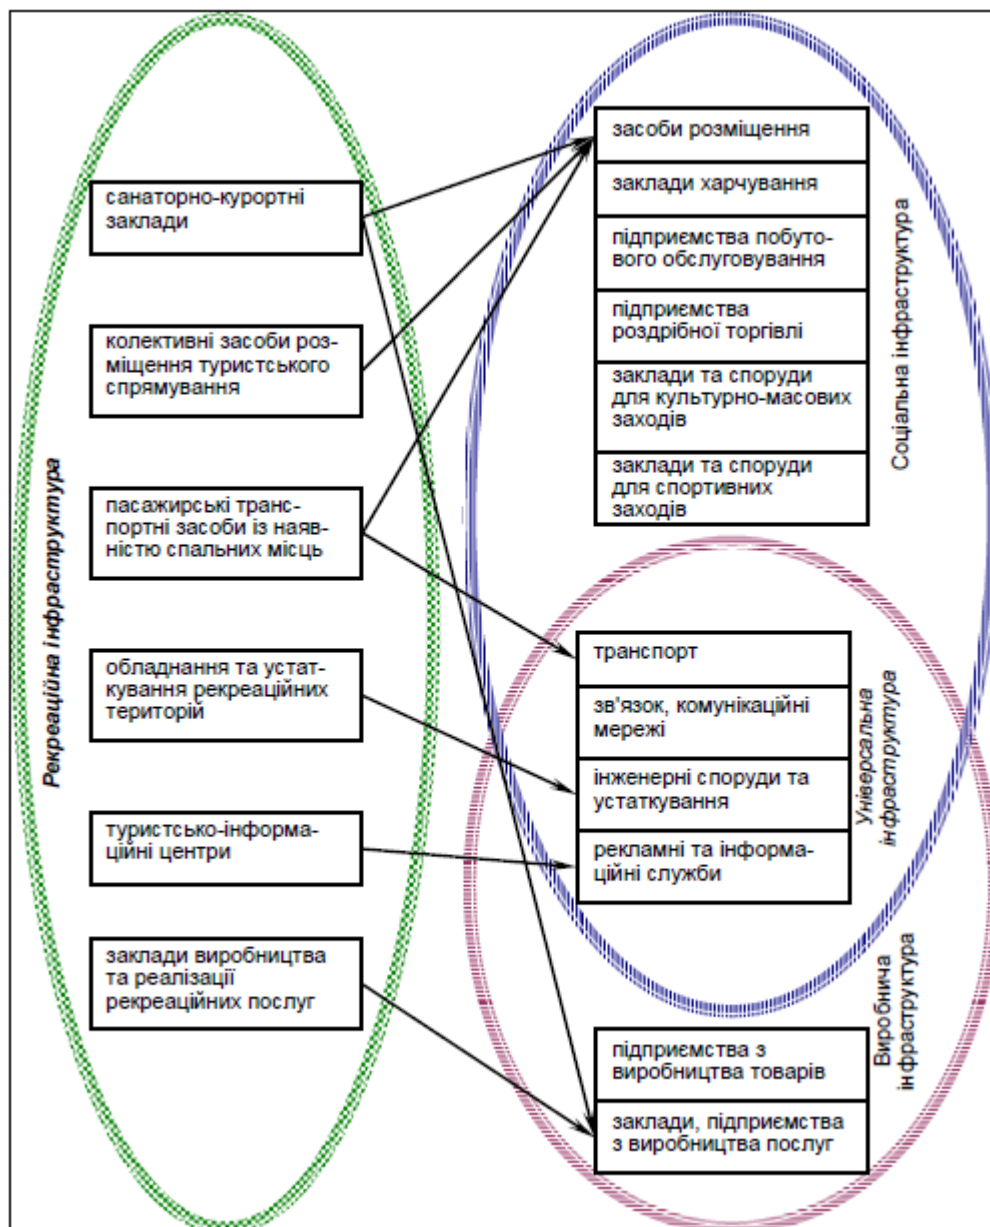 Рекреаційна інфраструктура
санаторно-курортні
заклади
колективні засоби роз-
міщення туристського
спрямування
пасажирські транс-
портні засоби із наяв-
ністю спальних місць
обладнання та устат-
кування рекреаційних
територій
туристсько-інформа-
ційні центри
заклади виробництва
та реалізації
рекреаційних послуг
засоби розміщення
заклади харчування
підприємства побуто-
вого обслуговування
підприємства
роздрібної торгівлі
заклади та споруди
для культурно-масових
заходів
заклади та споруди
для спортивних
заходів
Соціальна інфраструктура
транспорт
зв'язок, комунікаційні
мережі
інженерні споруди та
устаткування
рекламні та інформа-
ційні служби
Універсальна
інфраструктура
підприємства з
виробництва товарів
заклади, підприємства
з виробництва послуг
Виробнича
інфраструктура